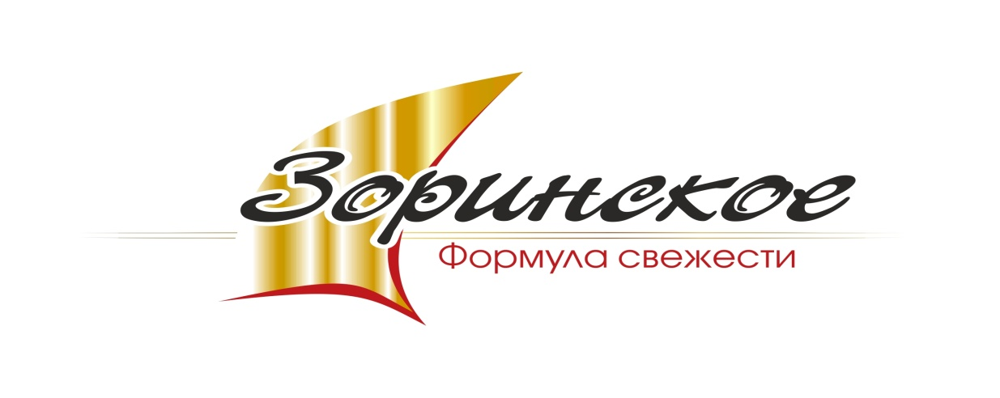 Зоринское
Формула свежести